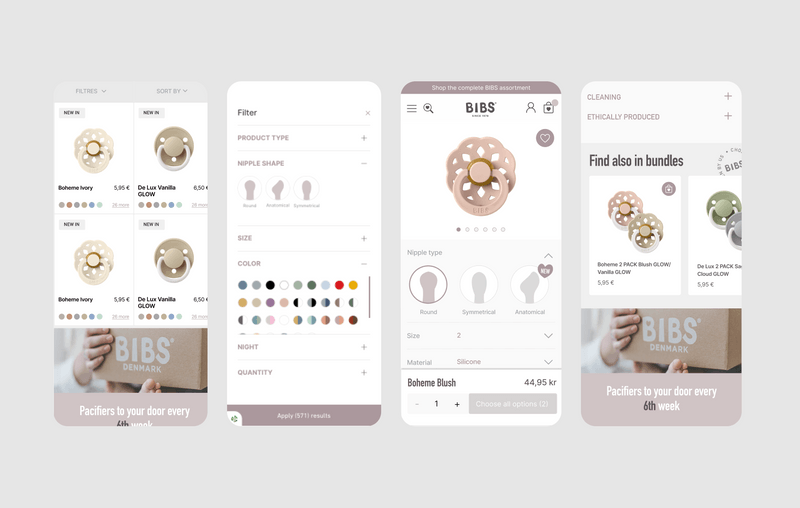 FILTRES
SORT BY
NEW IN
NEW IN
Boheme Ivory
5,95 €
De Lux Vanilla
6,50 €
GLOW
26 more
26 more
NEW IN
NEW IN
Boheme Ivory
5,95 €
De Lux Vanilla
GLOW
26 more
26 more
BIBS
DENMARK
Pacifiers to your door every
6th week
Filter
PRODUCT TYPE
NIPPLE SHAPE
Round
Anatomical
Symmetrical
SIZE
COLOR
NIGHT
QUANTITY
Apply (571) results
Shop the complete BIBS assortment
BIBS
Nipple type
NEW
Round
Symmetrical
Anatomical
Size
2
Material
Silicone
Boheme Blush
44,95 kr
- 1 +
Choose all options (2)
CLEANING
ETHICALLY PRODUCED
Find also in bundles
BIBS
Boheme 2 PACK Blush GLOW/
Vanilla GLOW
5,95 €
De Lux 2 PACK Sa
Cloud GLOW
5,95 €
BIBS
DENMARK
Pacifiers to your door every
6th week